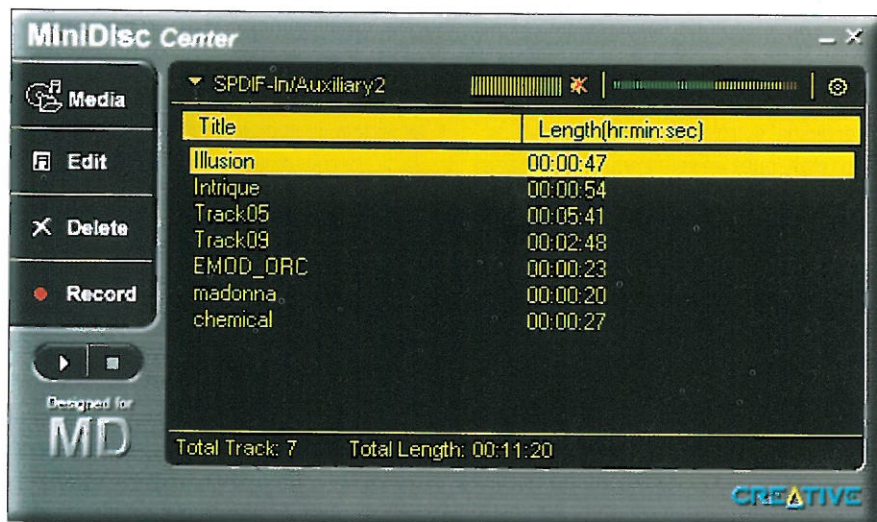 MiniDisc Center
Media
Edit
Delete
Record
Designed for
MD
SPDIF-In/Auxiliary2
Title Length(hr:min:sec)
Illusion 00:00:47
Intrique 00:00:54
Track05 00:05:41
Track09 00:02:48
EMOD_ORC 00:00:23
madonna 00:00:20
chemical 00:00:27
Total Track: 7 Total Length: 00:11:20
CREATIVE